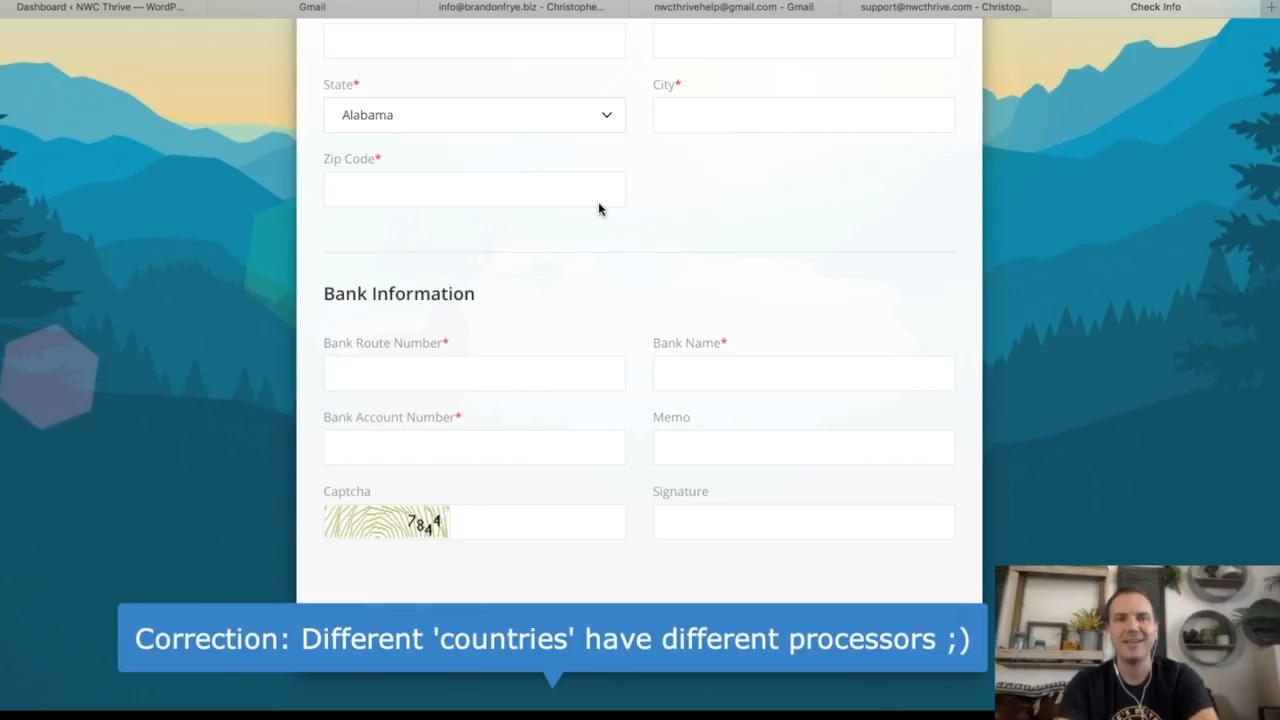 Dashboard ‹ NWC Thrive — WordP...
Gmail
info@brandonfrye.biz - Christophe...
nwcthrivehelp@gmail.com - Gmail
support@nwcthrive.com - Christop...
Check Info
State*
City*
Alabama
Zip Code*
Bank Information
Bank Route Number*
Bank Name*
Bank Account Number*
Memo
Captcha
Signature
7844
Correction: Different 'countries' have different processors ;)